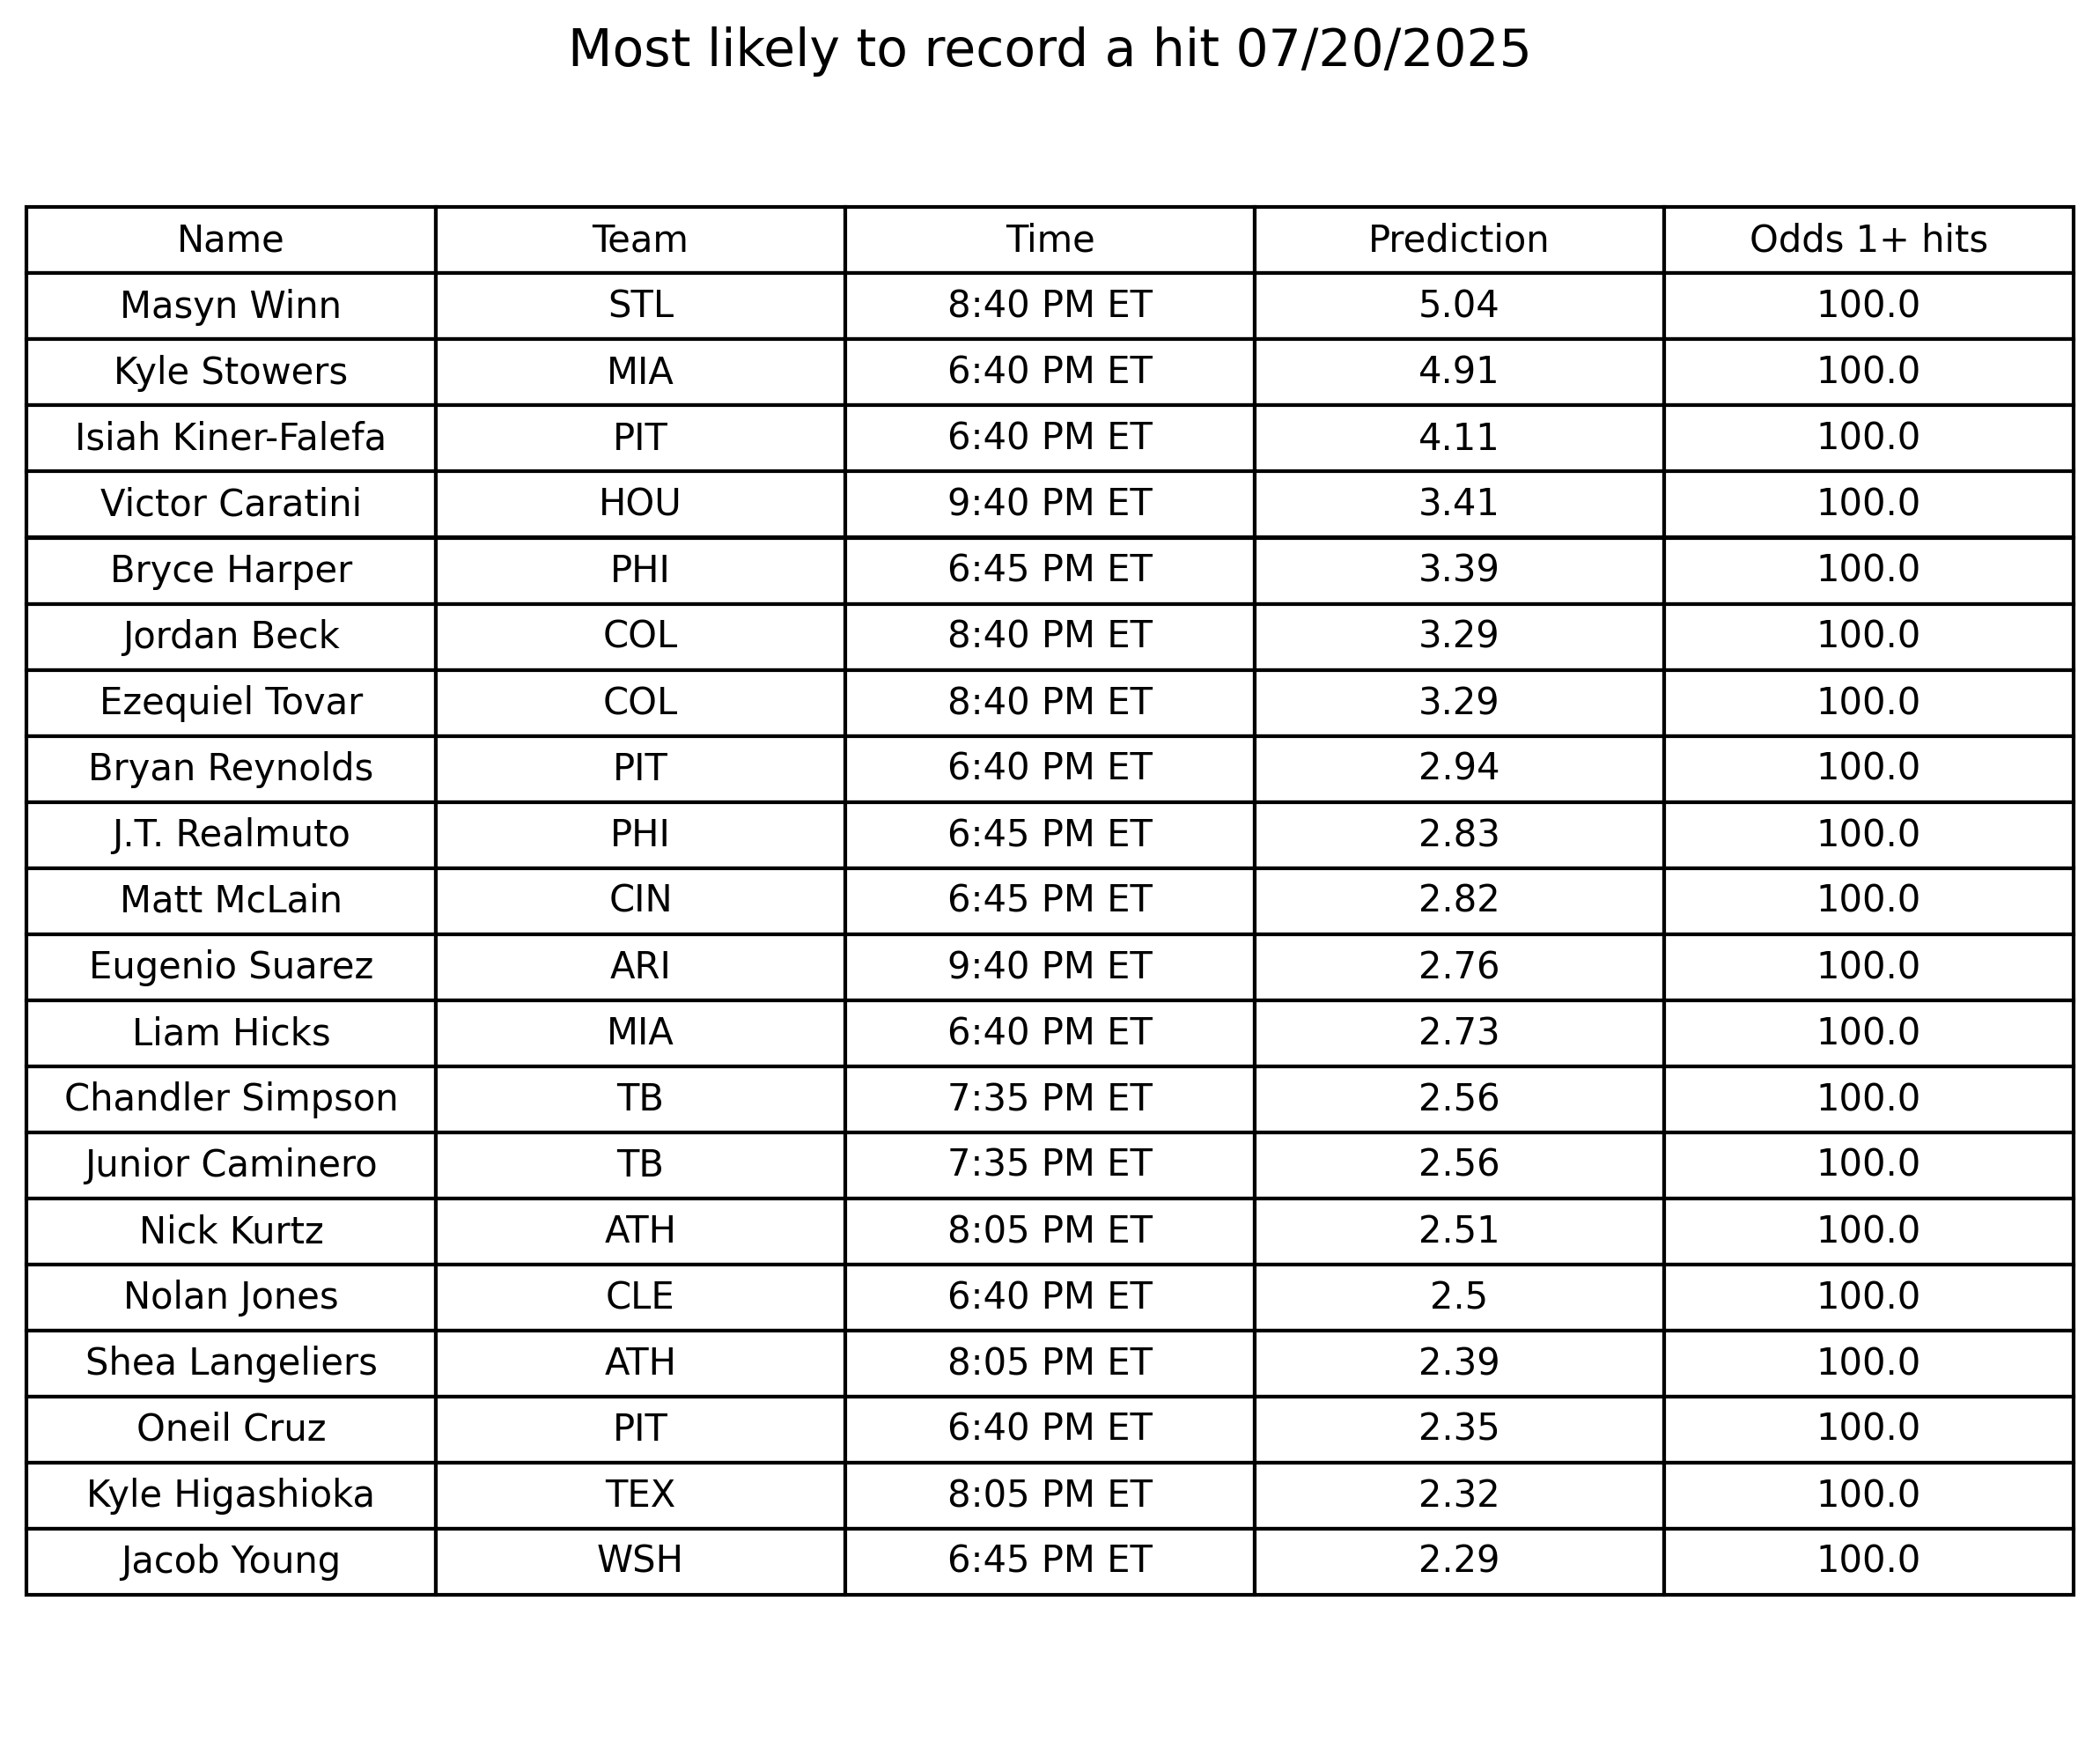 Most likely to record a hit 07/20/2025
Name Team Time Prediction Odds 1+ hits
Masyn Winn STL 8:40 PM ET 5.04 100.0
Kyle Stowers MIA 6:40 PM ET 4.91 100.0
Isiah Kiner-Falefa PIT 6:40 PM ET 4.11 100.0
Victor Caratini HOU 9:40 PM ET 3.41 100.0
Bryce Harper PHI 6:45 PM ET 3.39 100.0
Jordan Beck COL 8:40 PM ET 3.29 100.0
Ezequiel Tovar COL 8:40 PM ET 3.29 100.0
Bryan Reynolds PIT 6:40 PM ET 2.94 100.0
J.T. Realmuto PHI 6:45 PM ET 2.83 100.0
Matt McLain CIN 6:45 PM ET 2.82 100.0
Eugenio Suarez ARI 9:40 PM ET 2.76 100.0
Liam Hicks MIA 6:40 PM ET 2.73 100.0
Chandler Simpson TB 7:35 PM ET 2.56 100.0
Junior Caminero TB 7:35 PM ET 2.56 100.0
Nick Kurtz ATH 8:05 PM ET 2.51 100.0
Nolan Jones CLE 6:40 PM ET 2.5 100.0
Shea Langeliers ATH 8:05 PM ET 2.39 100.0
Oneil Cruz PIT 6:40 PM ET 2.35 100.0
Kyle Higashioka TEX 8:05 PM ET 2.32 100.0
Jacob Young WSH 6:45 PM ET 2.29 100.0